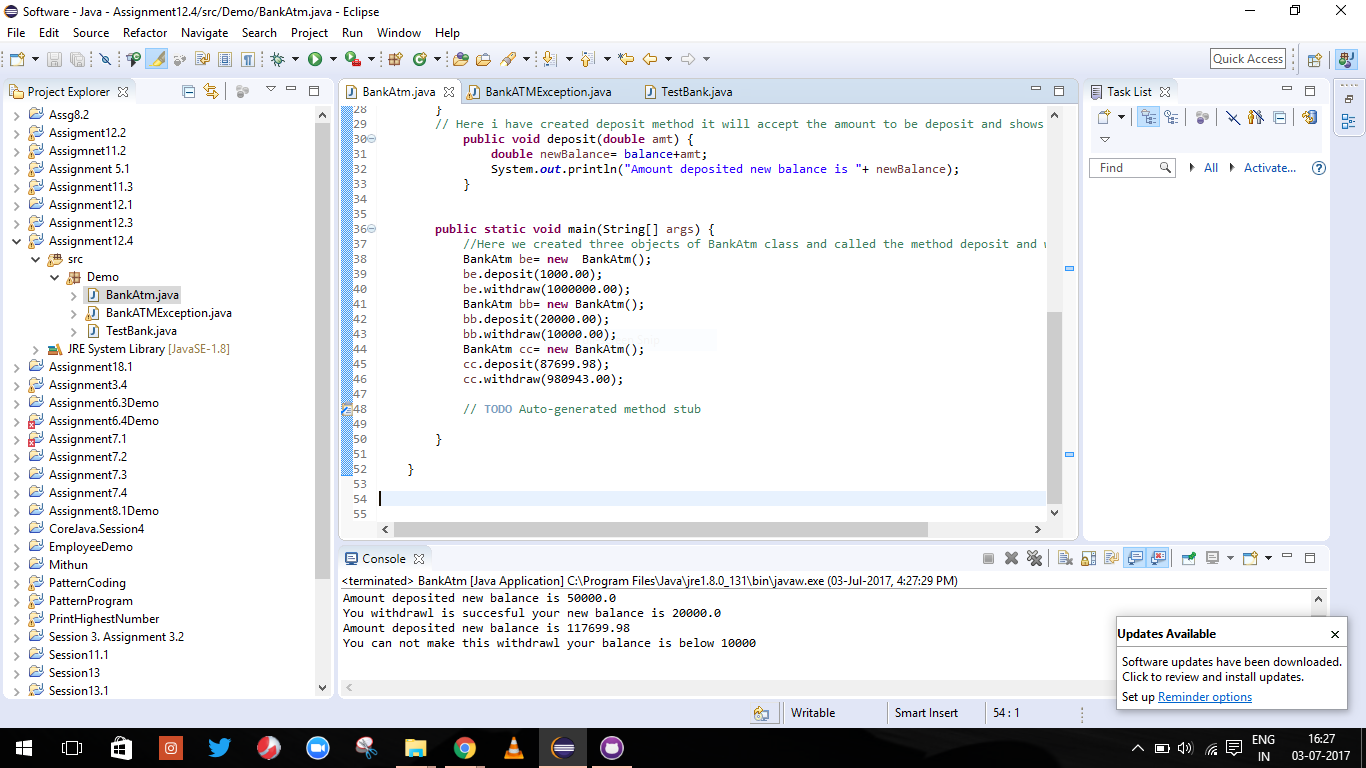 Software - Java - Assignment12.4/src/Demo/BankAtm.java - Eclipse
File Edit Source Refactor Navigate Search Project Run Window Help
Quick Access
Project Explorer
Assg8.2
Assigment12.2
Assigmnet11.2
Assignment 5.1
Assignment11.3
Assignment12.1
Assignment12.3
Assignment12.4
src
Demo
BankAtm.java
BankATMException.java
TestBank.java
JRE System Library [JavaSE-1.8]
Assignment18.1
Assignment3.4
Assignment6.3Demo
Assignment6.4Demo
Assignment7.1
Assignment7.2
Assignment7.3
Assignment7.4
Assignment8.1Demo
CoreJava.Session4
EmployeeDemo
Mithun
PatternCoding
PatternProgram
PrintHighestNumber
Session 3. Assignment 3.2
Session11.1
Session13
Session13.1
BankAtm.java BankATMException.java TestBank.java
28 }
29 // Here i have created deposit method it will accept the amount to be deposit and shows
30 public void deposit(double amt) {
31 double newBalance= balance+amt;
32 System.out.println("Amount deposited new balance is "+ newBalance);
33 }
34
35
36 public static void main(String[] args) {
37 //Here we created three objects of BankAtm class and called the method deposit and
38 BankAtm be= new  BankAtm();
39 be.deposit(1000.00);
40 be.withdraw(1000000.00);
41 BankAtm bb= new BankAtm();
42 bb.deposit(20000.00);
43 bb.withdraw(10000.00);
44 BankAtm cc= new BankAtm();
45 cc.deposit(87699.98);
46 cc.withdraw(980943.00);
47
48 // TODO Auto-generated method stub
49
50 }
51
52 }
53
54
55
Task List
Find All Activate...
Console
<terminated> BankAtm [Java Application] C:\Program Files\Java\jre1.8.0_131\bin\javaw.exe (03-Jul-2017, 4:27:29 PM)
Amount deposited new balance is 50000.0
You withdrawl is succesful your new balance is 20000.0
Amount deposited new balance is 117699.98
You can not make this withdrawl your balance is below 10000
Updates Available
Software updates have been downloaded.
Click to review and install updates.
Set up Reminder options
Writable Smart Insert 54 : 1
ENG
IN
16:27
03-07-2017